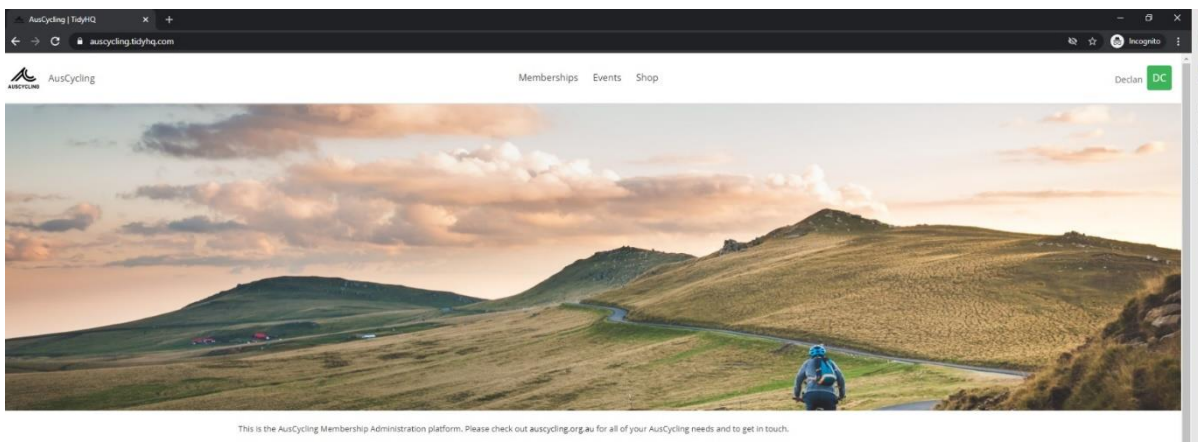 AusCycling | TidyHQ
auscycling.tidyhq.com
Incognito
AUSCYCLING
AusCycling
Memberships Events Shop
Declan DC
This is the AusCycling Membership Administration platform. Please check out auscycling.org.au for all of your AusCycling needs and to get in touch.